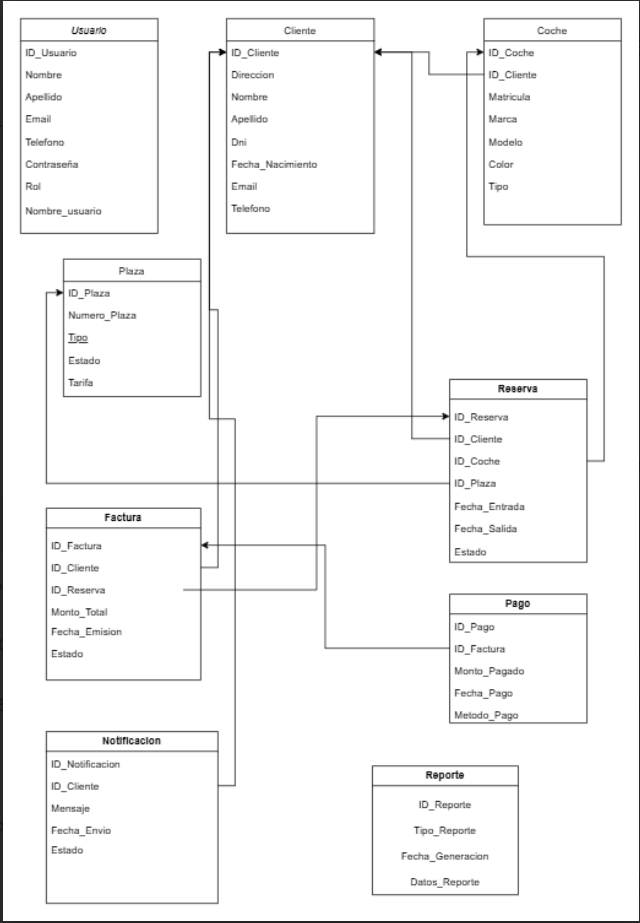 Usuario
ID_Usuario
Nombre
Apellido
Email
Telefono
Contraseña
Rol
Nombre_usuario
Cliente
ID_Cliente
Direccion
Nombre
Apellido
Dni
Fecha_Nacimiento
Email
Telefono
Coche
ID_Coche
ID_Cliente
Matricula
Marca
Modelo
Color
Tipo
Plaza
ID_Plaza
Numero_Plaza
Tipo
Estado
Tarifa
Reserva
ID_Reserva
ID_Cliente
ID_Coche
ID_Plaza
Fecha_Entrada
Fecha_Salida
Estado
Factura
ID_Factura
ID_Cliente
ID_Reserva
Monto_Total
Fecha_Emision
Estado
Pago
ID_Pago
ID_Factura
Monto_Pagado
Fecha_Pago
Metodo_Pago
Notificacion
ID_Notificacion
ID_Cliente
Mensaje
Fecha_Envio
Estado
Reporte
ID_Reporte
Tipo_Reporte
Fecha_Generacion
Datos_Reporte